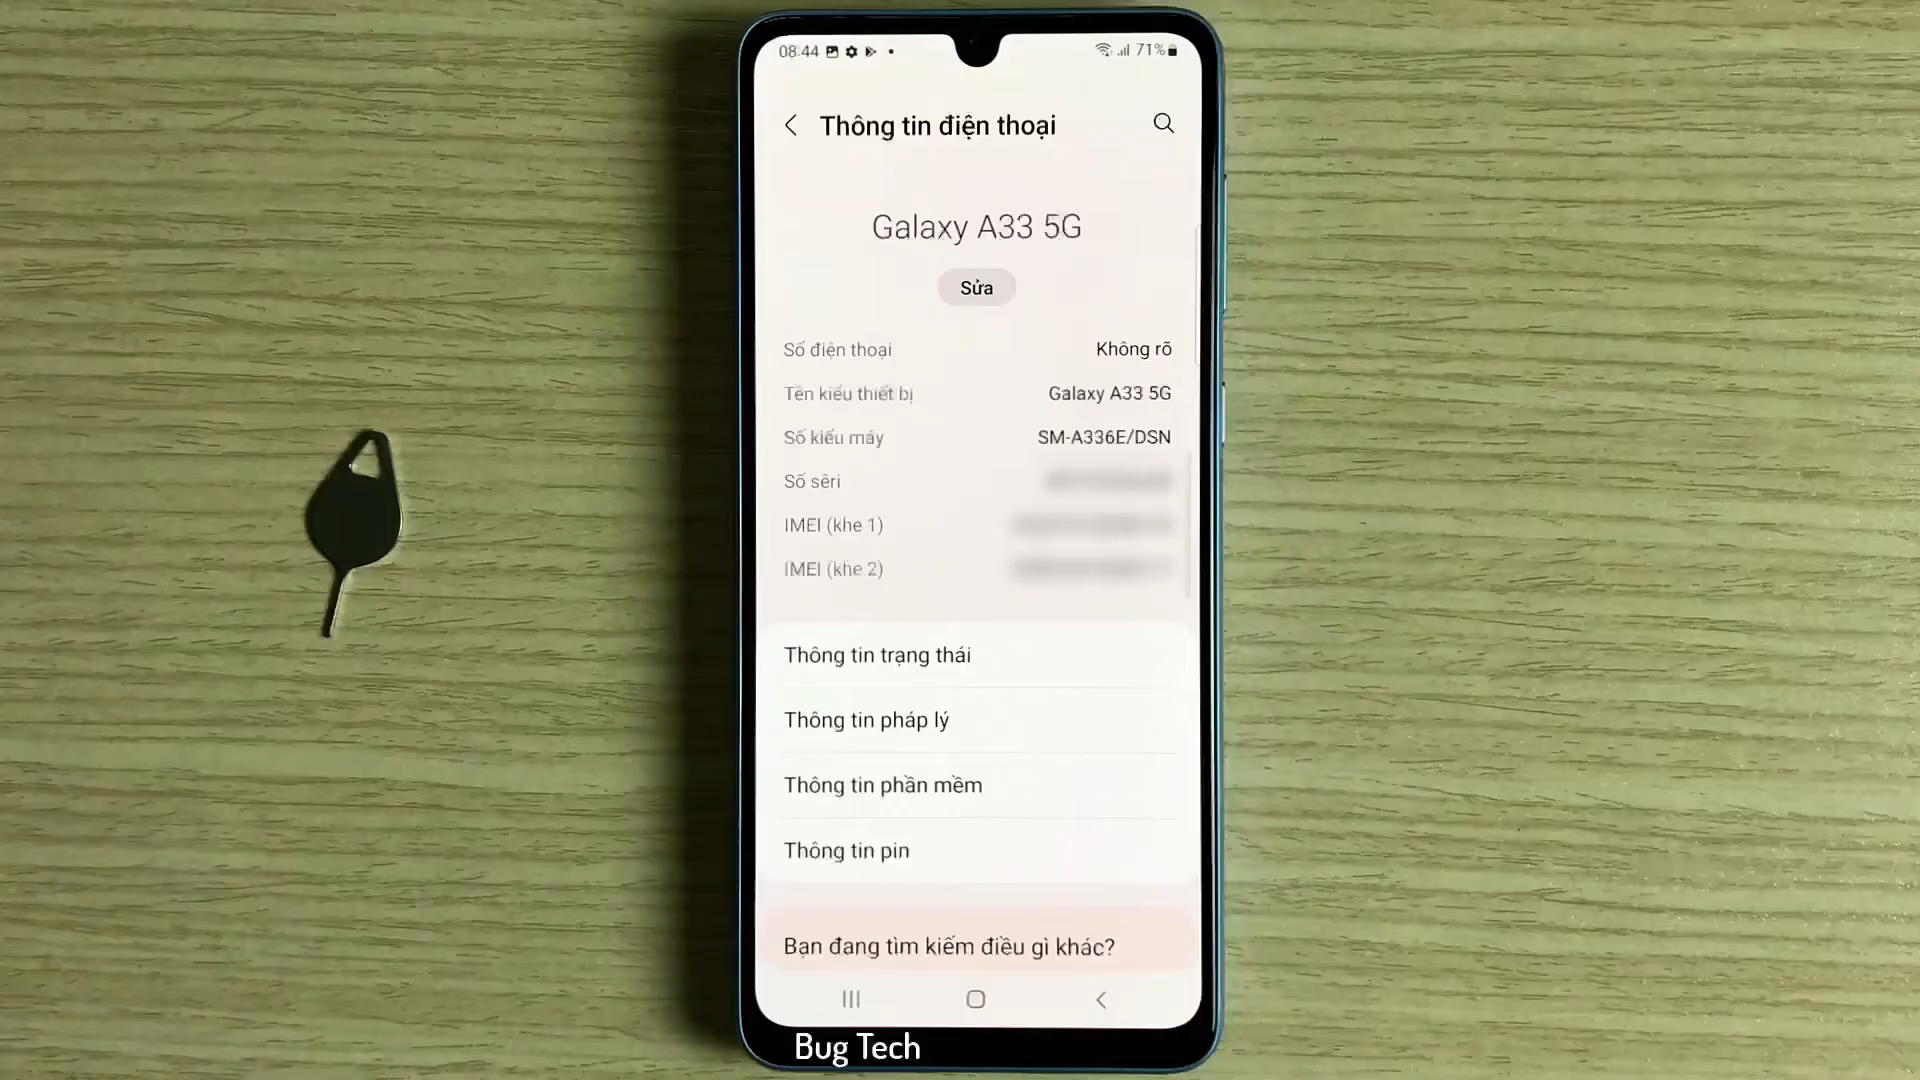 08:44
71%
Thông tin điện thoại
Galaxy A33 5G
Sửa
Số điện thoại Không rõ
Tên kiểu thiết bị Galaxy A33 5G
Số kiểu máy SM-A336E/DSN
Số sêri
IMEI (khe 1)
IMEI (khe 2)
Thông tin trạng thái
Thông tin pháp lý
Thông tin phần mềm
Thông tin pin
Bạn đang tìm kiếm điều gì khác?
Bug Tech